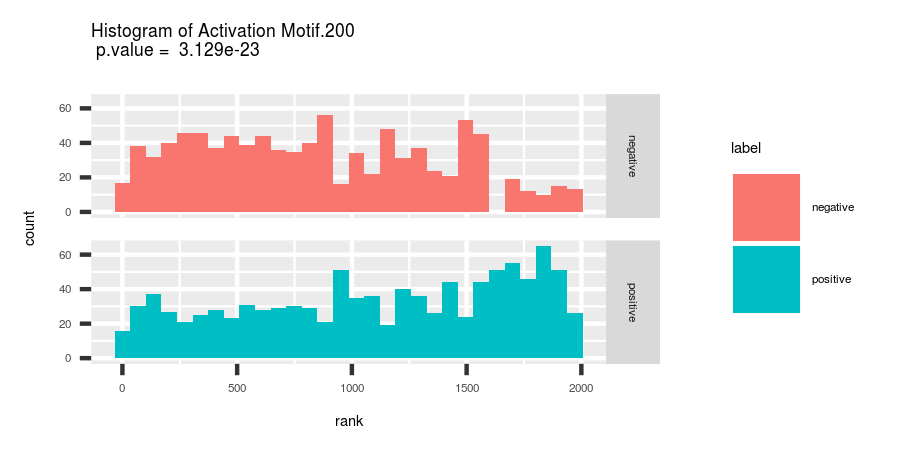 Histogram of Activation Motif.200
p.value = 3.129e-23
count
60
40
20
0
negative
60
40
20
0
positive
0 500 1000 1500 2000
rank
label
negative
positive